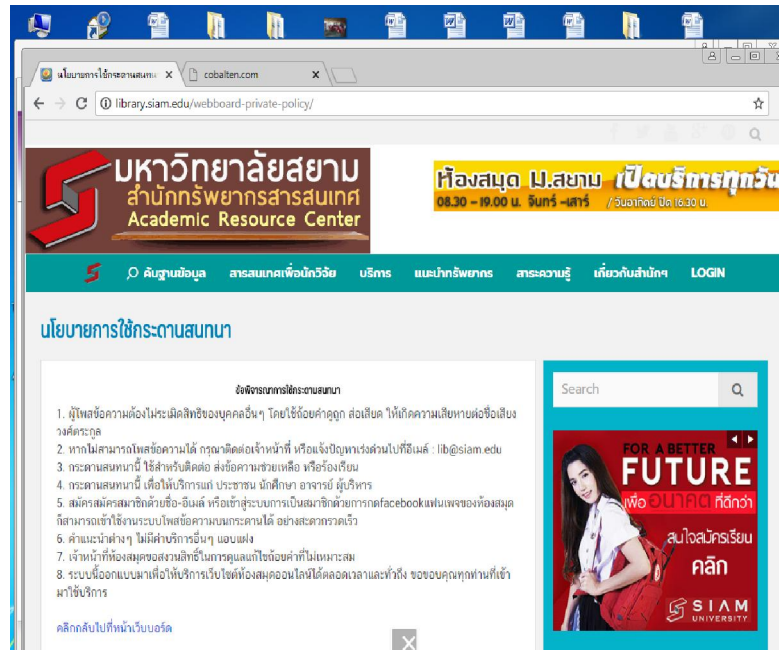 นโยบายการใช้กระดานสนทน
cobalten.com
library.siam.edu/webboard-private-policy/
มหาวิทยาลัยสยาม
สำนักทรัพยากรสารสนเทศ
Academic Resource Center
ห้องสมุด ม.สยาม เปิดบริการทุกวัน
08.30 – 19.00 น. จันทร์ –เสาร์ / วันอาทิตย์ ปิด 16.30 น.
คันฐานข้อมูล สารสนเทศเพื่อนักวิจัย บริการ แนะนำทรัพยากร สาระความรู้ เกี่ยวกับสำนักฯ LOGIN
นโยบายการใช้กระดานสนทนา
ข้อพิจารณาการใช้กระดานสนทนา
1. ผู้โพสข้อความต้องไม่ระเมิดสิทธิของบุคคลอื่นๆ โดยใช้ถ้อยคำดูถูก ส่อเสียด ให้เกิดความเสียหายต่อชื่อเสียง
วงศ์ตระกูล
2. หากไม่สามารถโพสข้อความได้ กรุณาติดต่อเจ้าหน้าที่ หรือแจ้งปัญหาเร่งด่วนไปที่อีเมล์ : lib@siam.edu
3. กระดานสนทนานี้ ใช้สำหรับติดต่อ ส่งข้อความช่วยเหลือ หรือร้องเรียน
4. กระดานสนทนานี้ เพื่อให้บริการแก่ ประชาชน นักศึกษา อาจารย์ ผู้บริหาร
5. สมัครสมัครสมาชิกด้วยชื่อ-อีเมล์ หรือเข้าสู่ระบบการเป็นสมาชิกด้วยการกดfacebookแฟนเพจของห้องสมุด
ก็สามารถเข้าใช้งานระบบโพสข้อความบนกระดานได้ อย่างสะดวกรวดเร็ว
6. คำแนะนำต่างๆ ไม่มีค่าบริการอื่นๆ แอบแฝง
7. เจ้าหน้าที่ห้องสมุดขอสงวนสิทธิ์ในการดูแลแก้ไขถ้อยคำที่ไม่เหมาะสม
8. ระบบนี้ออกแบบมาเพื่อให้บริการเว็บไซต์ห้องสมุดออนไลน์ได้ตลอดเวลาและทั่วถึง ขอขอบคุณทุกท่านที่เข้า
มาใช้บริการ
คลิกกลับไปที่หน้าเว็บบอร์ด
Search
FOR A BETTER
FUTURE
เพื่อ อนาคต ที่ดีกว่า
สนใจสมัครเรียน
คลิก
SIAM
UNIVERSITY